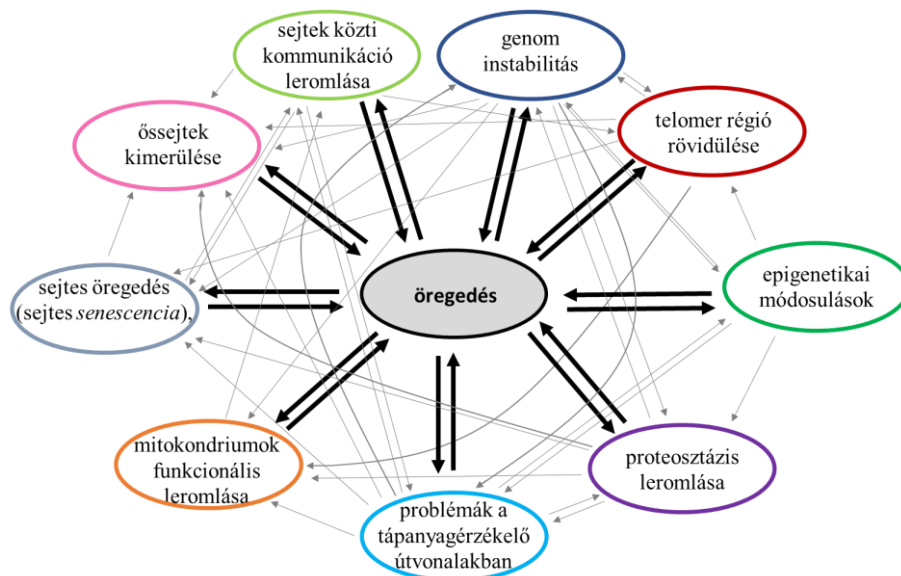 sejtek közti
kommunikáció
leromlása
genom
instabilitás
őssejtek
kimerülése
telomer régió
rövidülése
sejtes öregedés
(sejtes senescencia),
öregedés
epigenetikai
módosulások
mitokondriumok
funkcionális
leromlása
proteosztázis
leromlása
problémák a
tápanyagérzékelő
útvonalakban